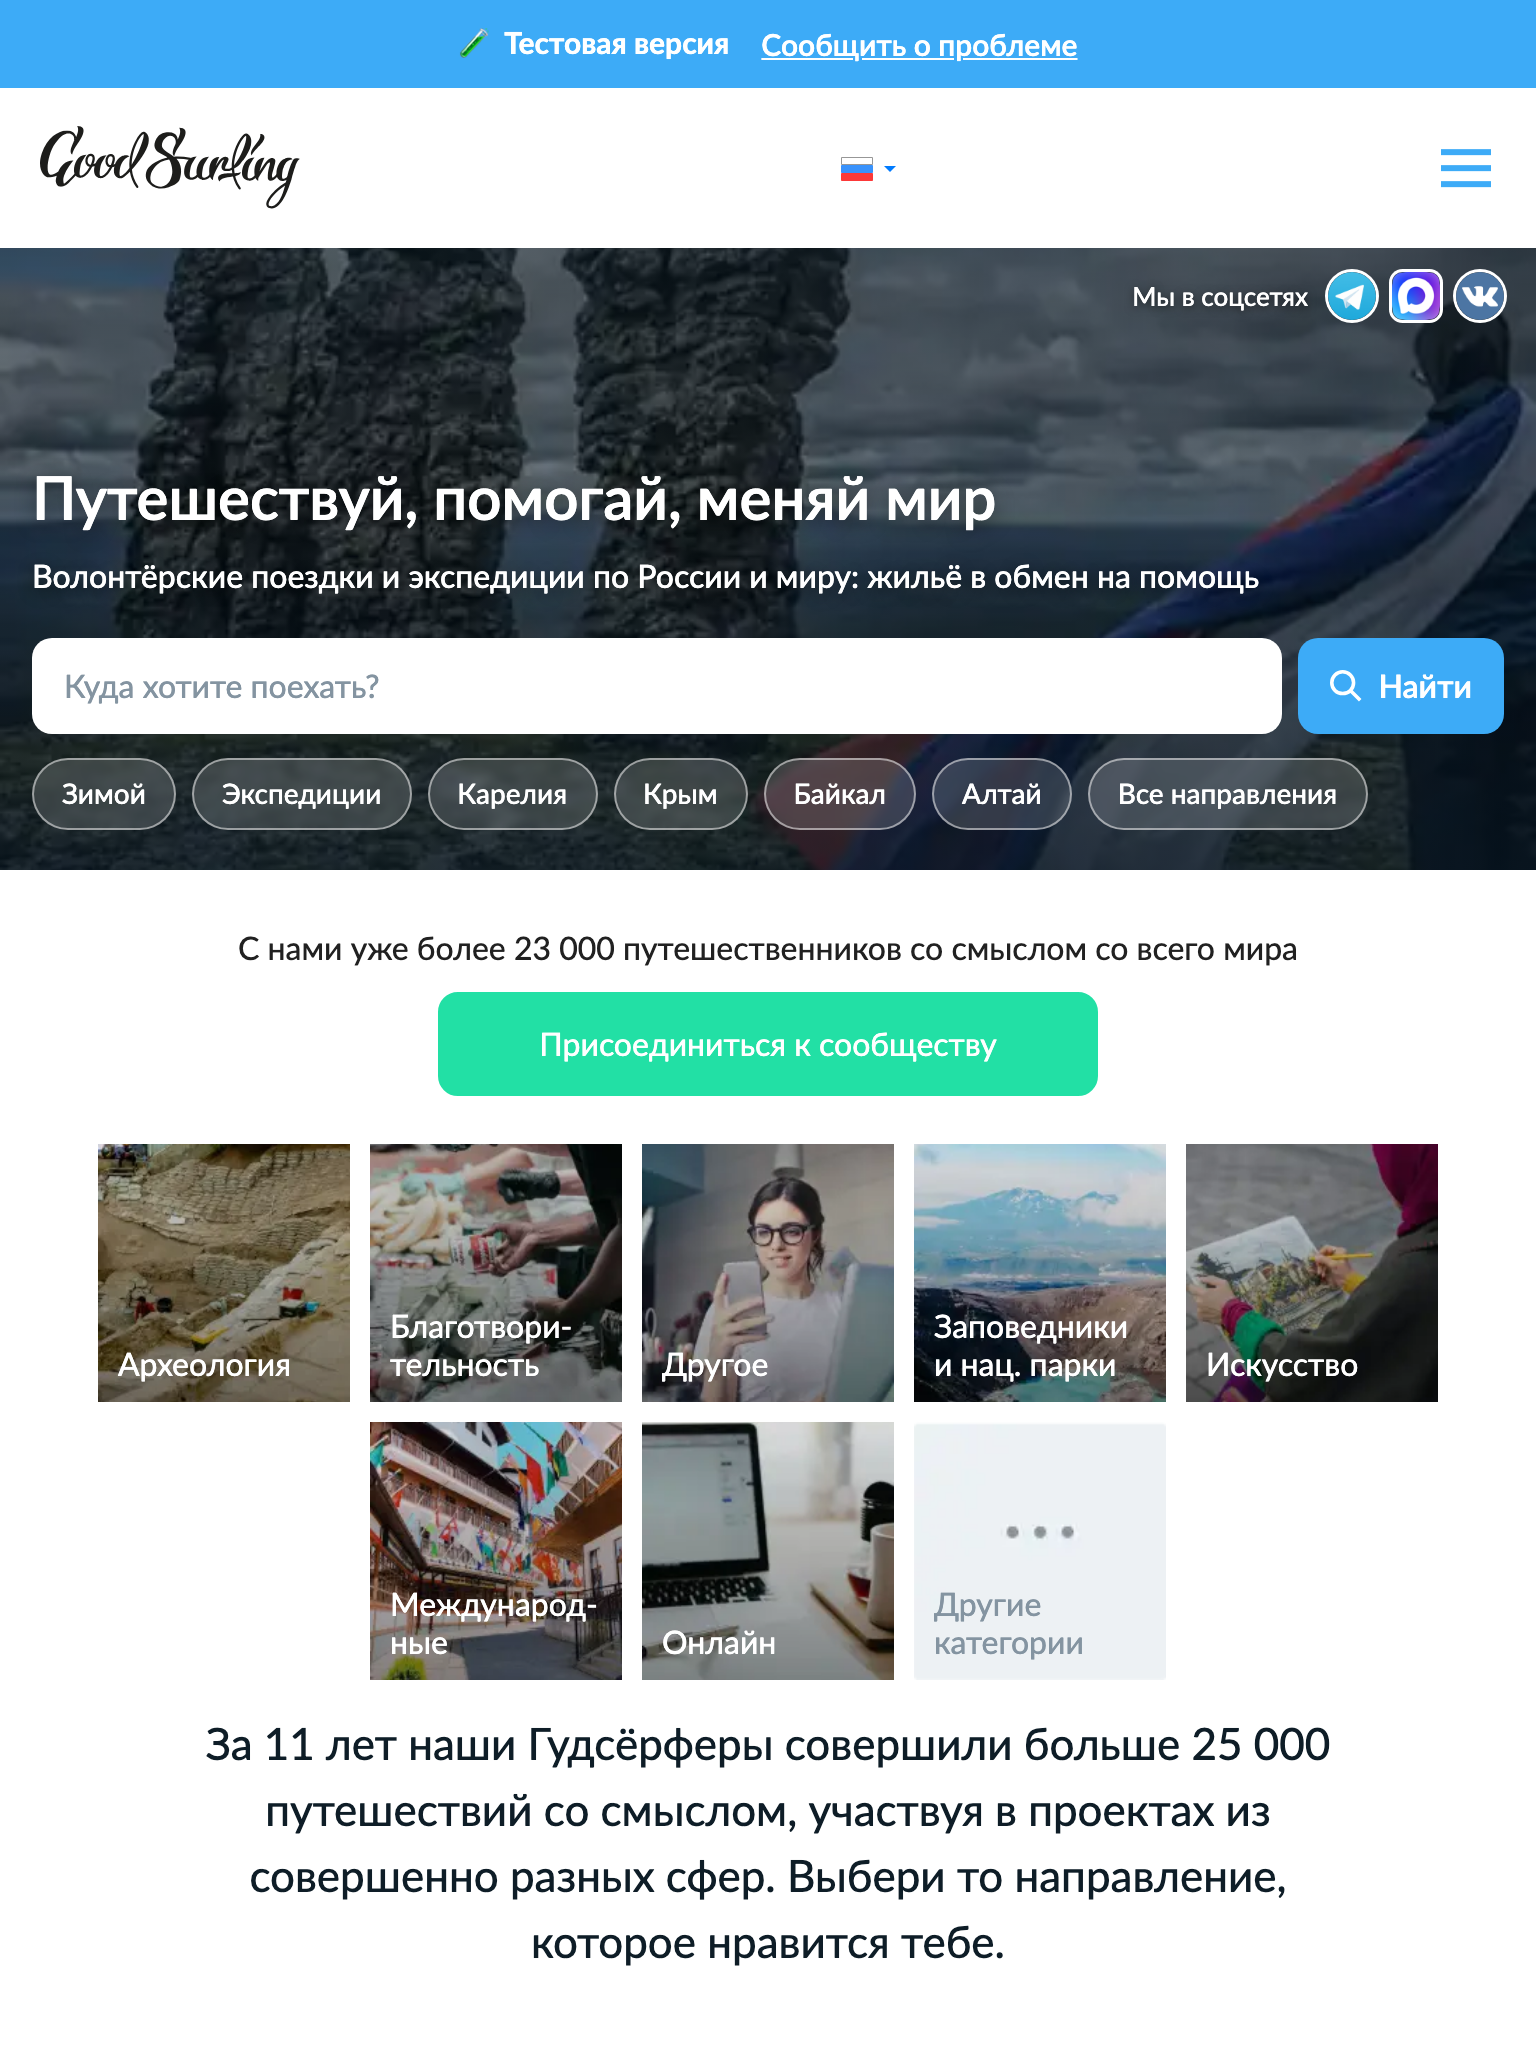 Тестовая версия Сообщить о проблеме
Good Surfing
Мы в соцсетях
Путешествуй, помогай, меняй мир
Волонтёрские поездки и экспедиции по России и миру: жильё в обмен на помощь
Куда хотите поехать? Найти
Зимой Экспедиции Карелия Крым Байкал Алтай Все направления
С нами уже более 23 000 путешественников со смыслом со всего мира
Присоединиться к сообществу
Археология
Благотвори-
тельность
Другое
Заповедники
и нац. парки
Искусство
Международ-
ные
Онлайн
Другие
категории
За 11 лет наши Гудсёрферы совершили больше 25 000
путешествий со смыслом, участвуя в проектах из
совершенно разных сфер. Выбери то направление,
которое нравится тебе.